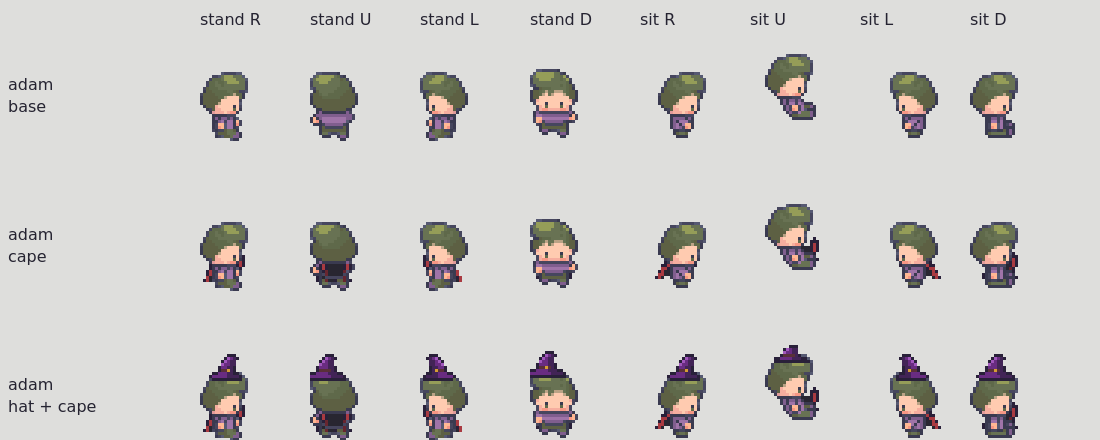 stand R stand U stand L stand D sit R sit U sit L sit D
adam
base
adam
cape
adam
hat + cape